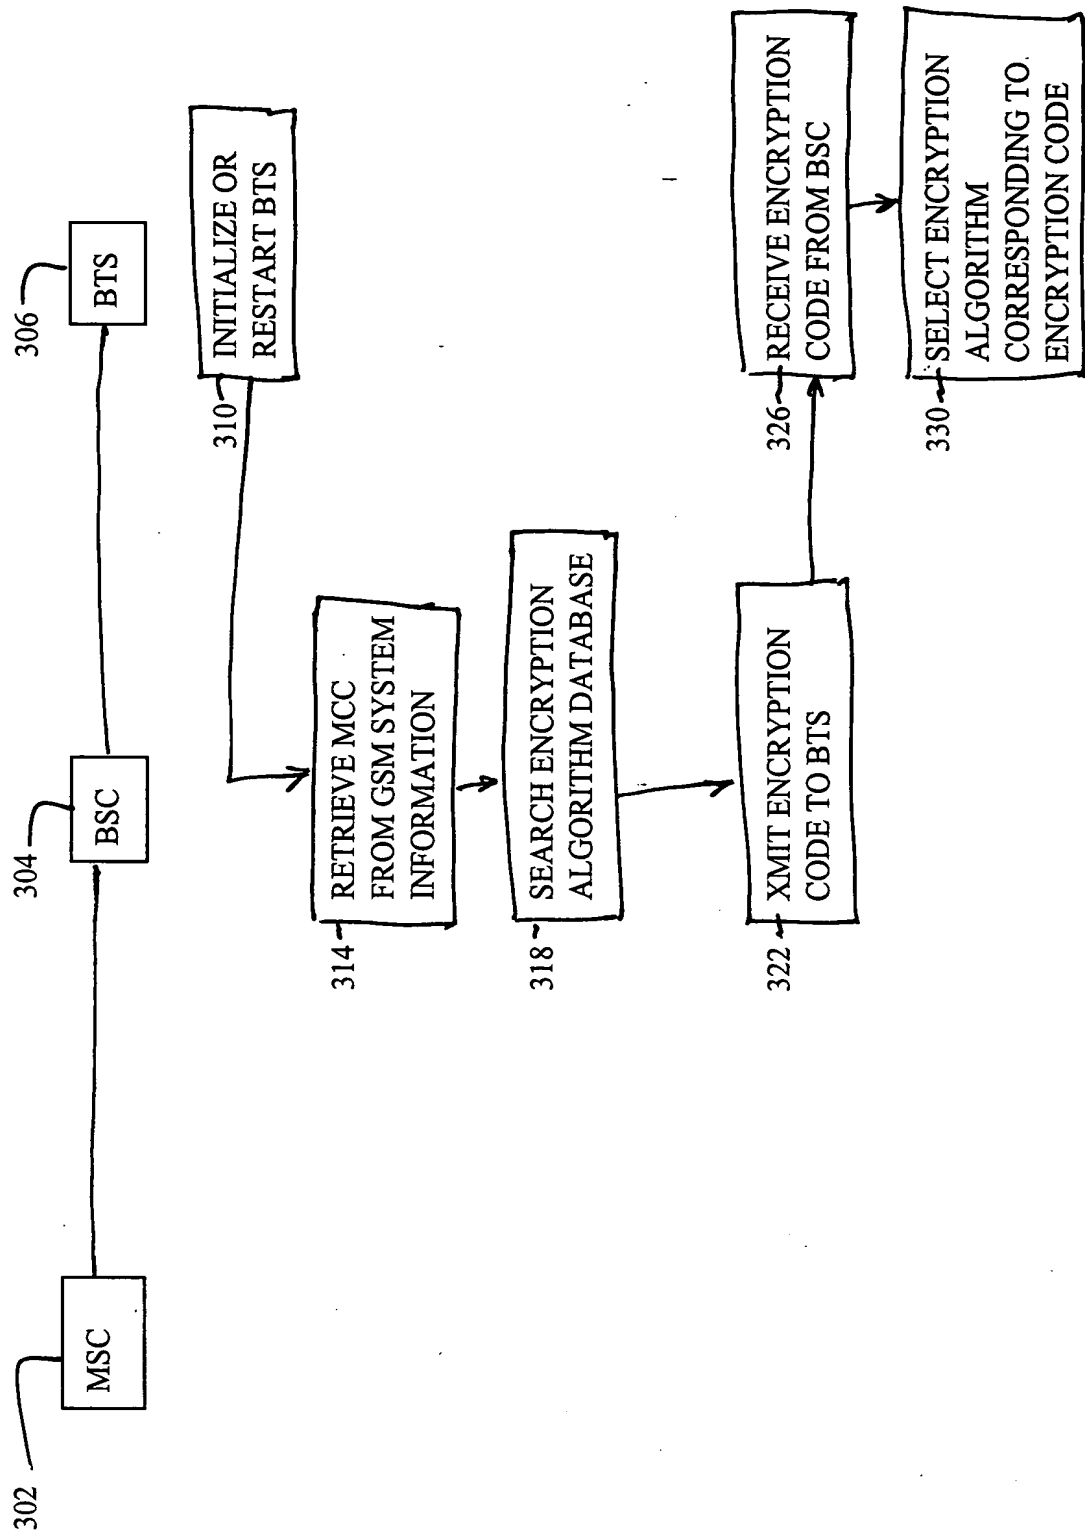 302
MSC
304
BSC
306
BTS
310
INITIALIZE OR
RESTART BTS
314
RETRIEVE MCC
FROM GSM SYSTEM
INFORMATION
318
SEARCH ENCRYPTION
ALGORITHM DATABASE
322
XMIT ENCRYPTION
CODE TO BTS
326
RECEIVE ENCRYPTION
CODE FROM BSC
330
SELECT ENCRYPTION
ALGORITHM
CORRESPONDING TO
ENCRYPTION CODE